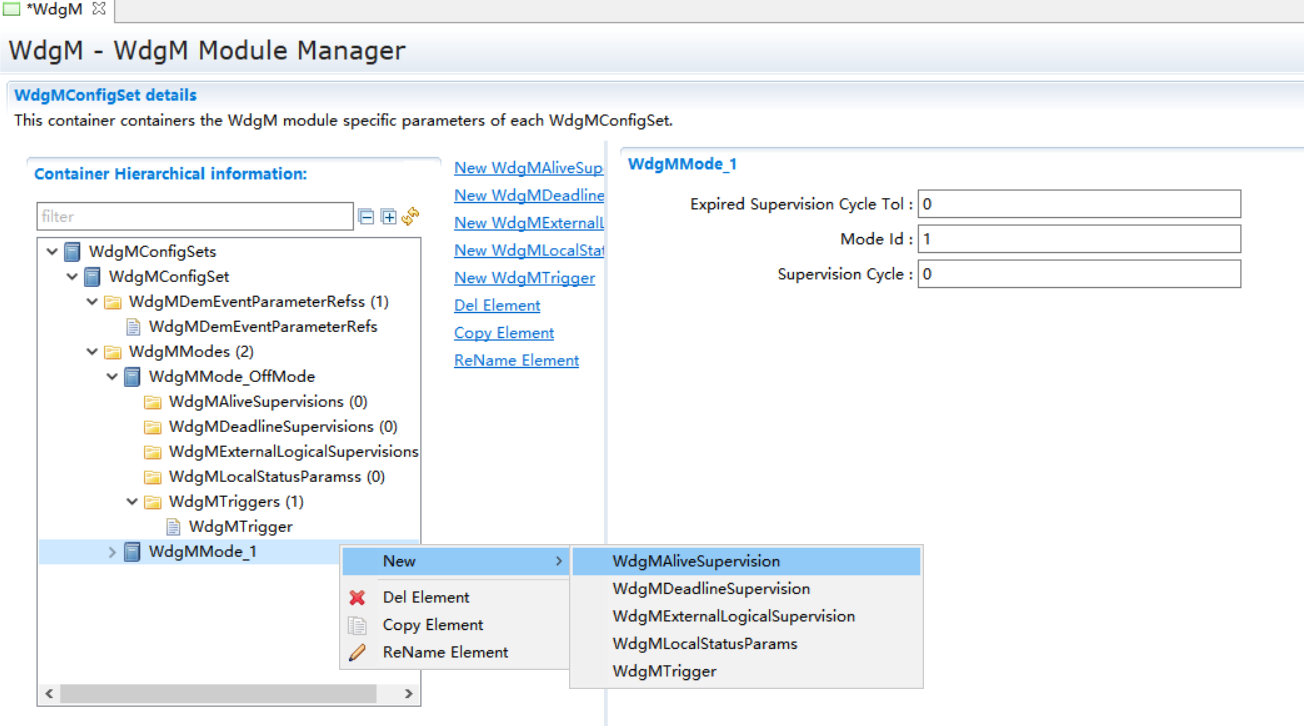 *WdgM
WdgM - WdgM Module Manager
WdgMConfigSet details
This container containers the WdgM module specific parameters of each WdgMConfigSet.
Container Hierarchical information:
filter
WdgMConfigSets
WdgMConfigSet
WdgMDemEventParameterRefss (1)
WdgMDemEventParameterRefs
WdgMModes (2)
WdgMMode_OffMode
WdgMAliveSupervisions (0)
WdgMDeadlineSupervisions (0)
WdgMExternalLogicalSupervisions
WdgMLocalStatusParamss (0)
WdgMTriggers (1)
WdgMTrigger
WdgMMode_1
New WdgMAliveSup
New WdgMDeadline
New WdgMExternalL
New WdgMLocalStat
New WdgMTrigger
Del Element
Copy Element
ReName Element
WdgMMode_1
Expired Supervision Cycle Tol : 0
Mode Id : 1
Supervision Cycle : 0
New
Del Element
Copy Element
ReName Element
WdgMAliveSupervision
WdgMDeadlineSupervision
WdgMExternalLogicalSupervision
WdgMLocalStatusParams
WdgMTrigger